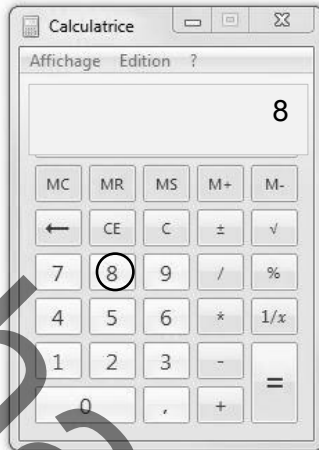 Calculatrice
Affichage Edition ?
8
MC MR MS M+ M-
← CE C ± √
7 8 9 / %
4 5 6 * 1/x
1 2 3 - =
0 , +